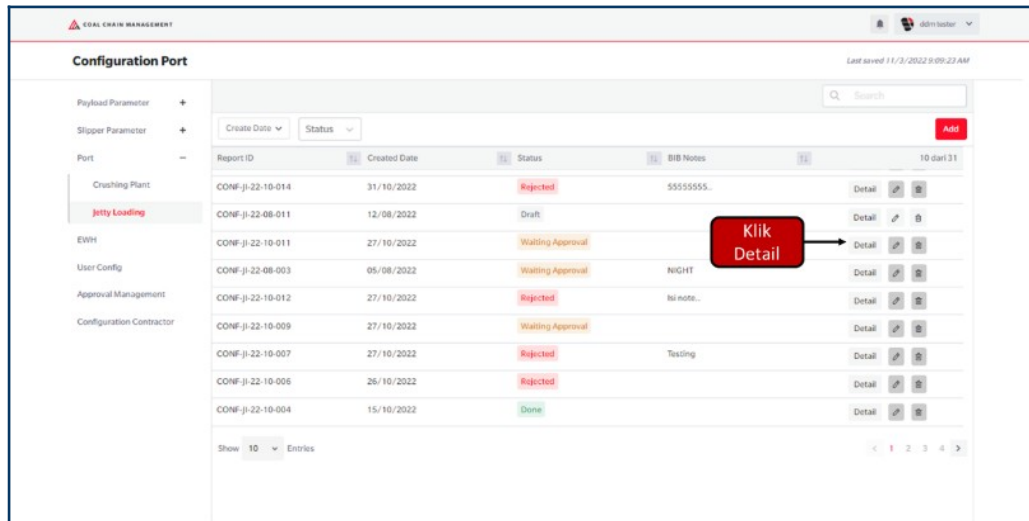 COAL CHAIN MANAGEMENT
ddm tester
Configuration Port
Last saved 11/3/2022 9:09:23 AM
Payload Parameter +
Search
Slipper Parameter +
Create Date
Status
Add
Port −
Report ID Created Date Status BIB Notes 10 dari 31
Crushing Plant
CONF-JI-22-10-014 31/10/2022 Rejected 55555555.. Detail
Jetty Loading
CONF-JI-22-08-011 12/08/2022 Draft Detail
EWH
CONF-JI-22-10-011 27/10/2022 Waiting Approval Detail
Klik
Detail
User Config
CONF-JI-22-08-003 05/08/2022 Waiting Approval NIGHT Detail
Approval Management
CONF-JI-22-10-012 27/10/2022 Rejected Isi note... Detail
Configuration Contractor
CONF-JI-22-10-009 27/10/2022 Waiting Approval Detail
CONF-JI-22-10-007 27/10/2022 Rejected Testing Detail
CONF-JI-22-10-006 26/10/2022 Rejected Detail
CONF-JI-22-10-004 15/10/2022 Done Detail
Show 10 Entries
< 1 2 3 4 >